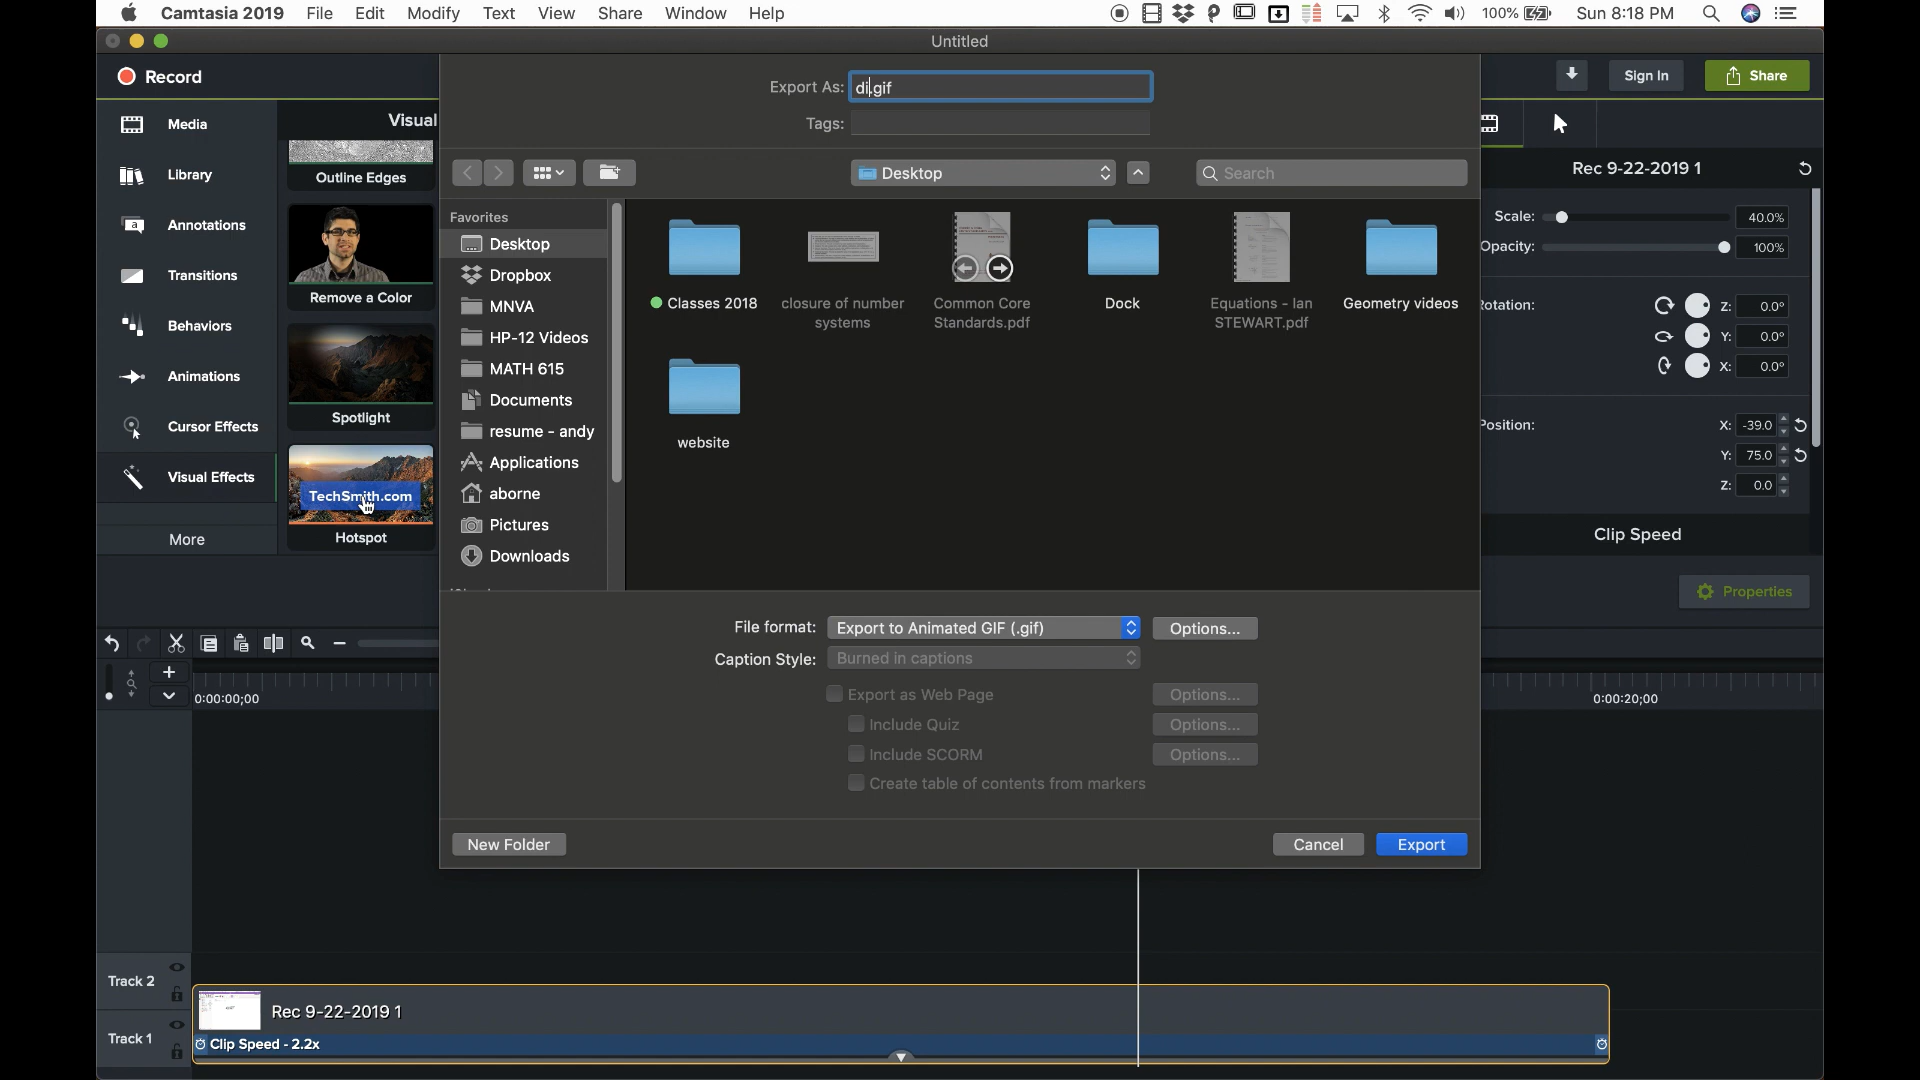 Camtasia 2019 File Edit Modify Text View Share Window Help 100% Sun 8:18 PM
Untitled
Record
Export As: di.gif
Tags:
Sign In
Share
Media
Library
Annotations
Transitions
Behaviors
Animations
Cursor Effects
Visual Effects
More
Visual
Outline Edges
Remove a Color
Spotlight
TechSmith.com
Hotspot
Desktop
Search
Favorites
Desktop
Dropbox
MNVA
HP-12 Videos
MATH 615
Documents
resume - andy
Applications
aborne
Pictures
Downloads
Classes 2018
closure of number
systems
Common Core
Standards.pdf
Dock
Equations - Ian
STEWART.pdf
Geometry videos
website
File format: Export to Animated GIF (.gif) Options...
Caption Style: Burned in captions
Export as Web Page Options...
Include Quiz Options...
Include SCORM Options...
Create table of contents from markers
New Folder
Cancel
Export
Rec 9-22-2019 1
Scale: 40.0%
Opacity: 100%
Rotation: Z: 0.0°
Y: 0.0°
X: 0.0°
Position: X: -39.0
Y: 75.0
Z: 0.0
Clip Speed
Properties
0:00:00;00
0:00:20;00
Track 2
Track 1
Rec 9-22-2019 1
Clip Speed - 2.2x